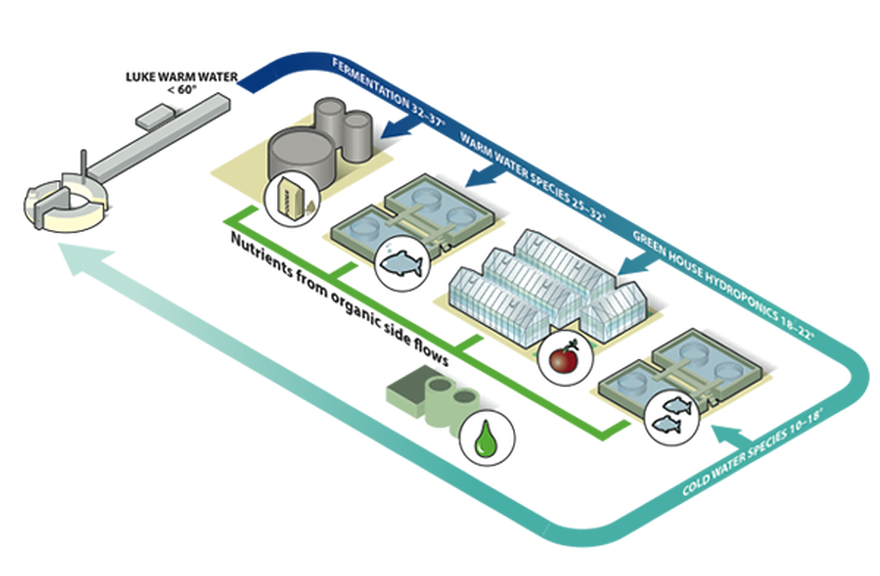 LUKE WARM WATER
< 60°
FERMENTATION 32–37°
WARM WATER SPECIES 25–32°
GREEN HOUSE HYDROPONICS 18–22°
COLD WATER SPECIES 10–18°
Nutrients from organic side flows